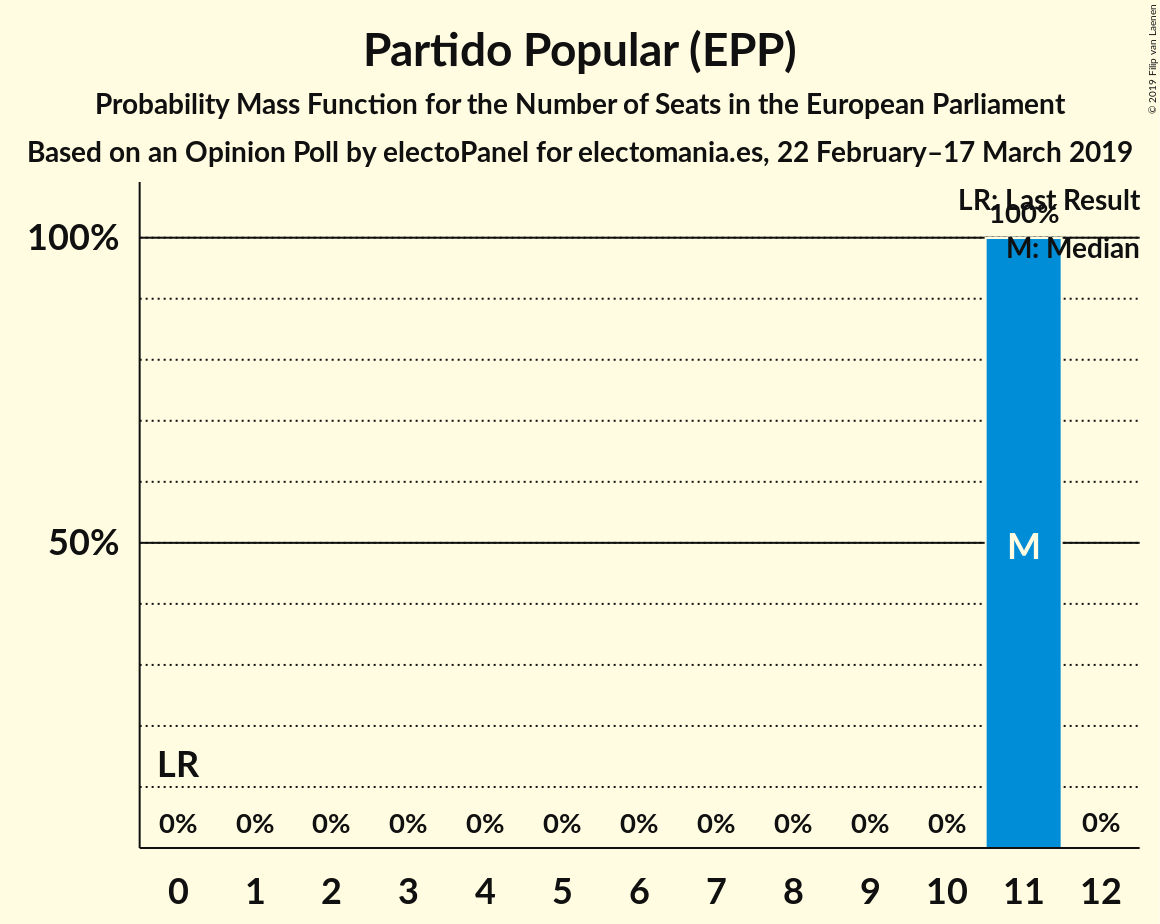 Partido Popular (EPP)
Probability Mass Function for the Number of Seats in the European Parliament
Based on an Opinion Poll by electoPanel for electomania.es, 22 February–17 March 2019
© 2019 Filip van Laenen
LR: Last Result
100%
M: Median
100%
50%
M
LR
0% 0% 0% 0% 0% 0% 0% 0% 0% 0% 0% 0%
0 1 2 3 4 5 6 7 8 9 10 11 12